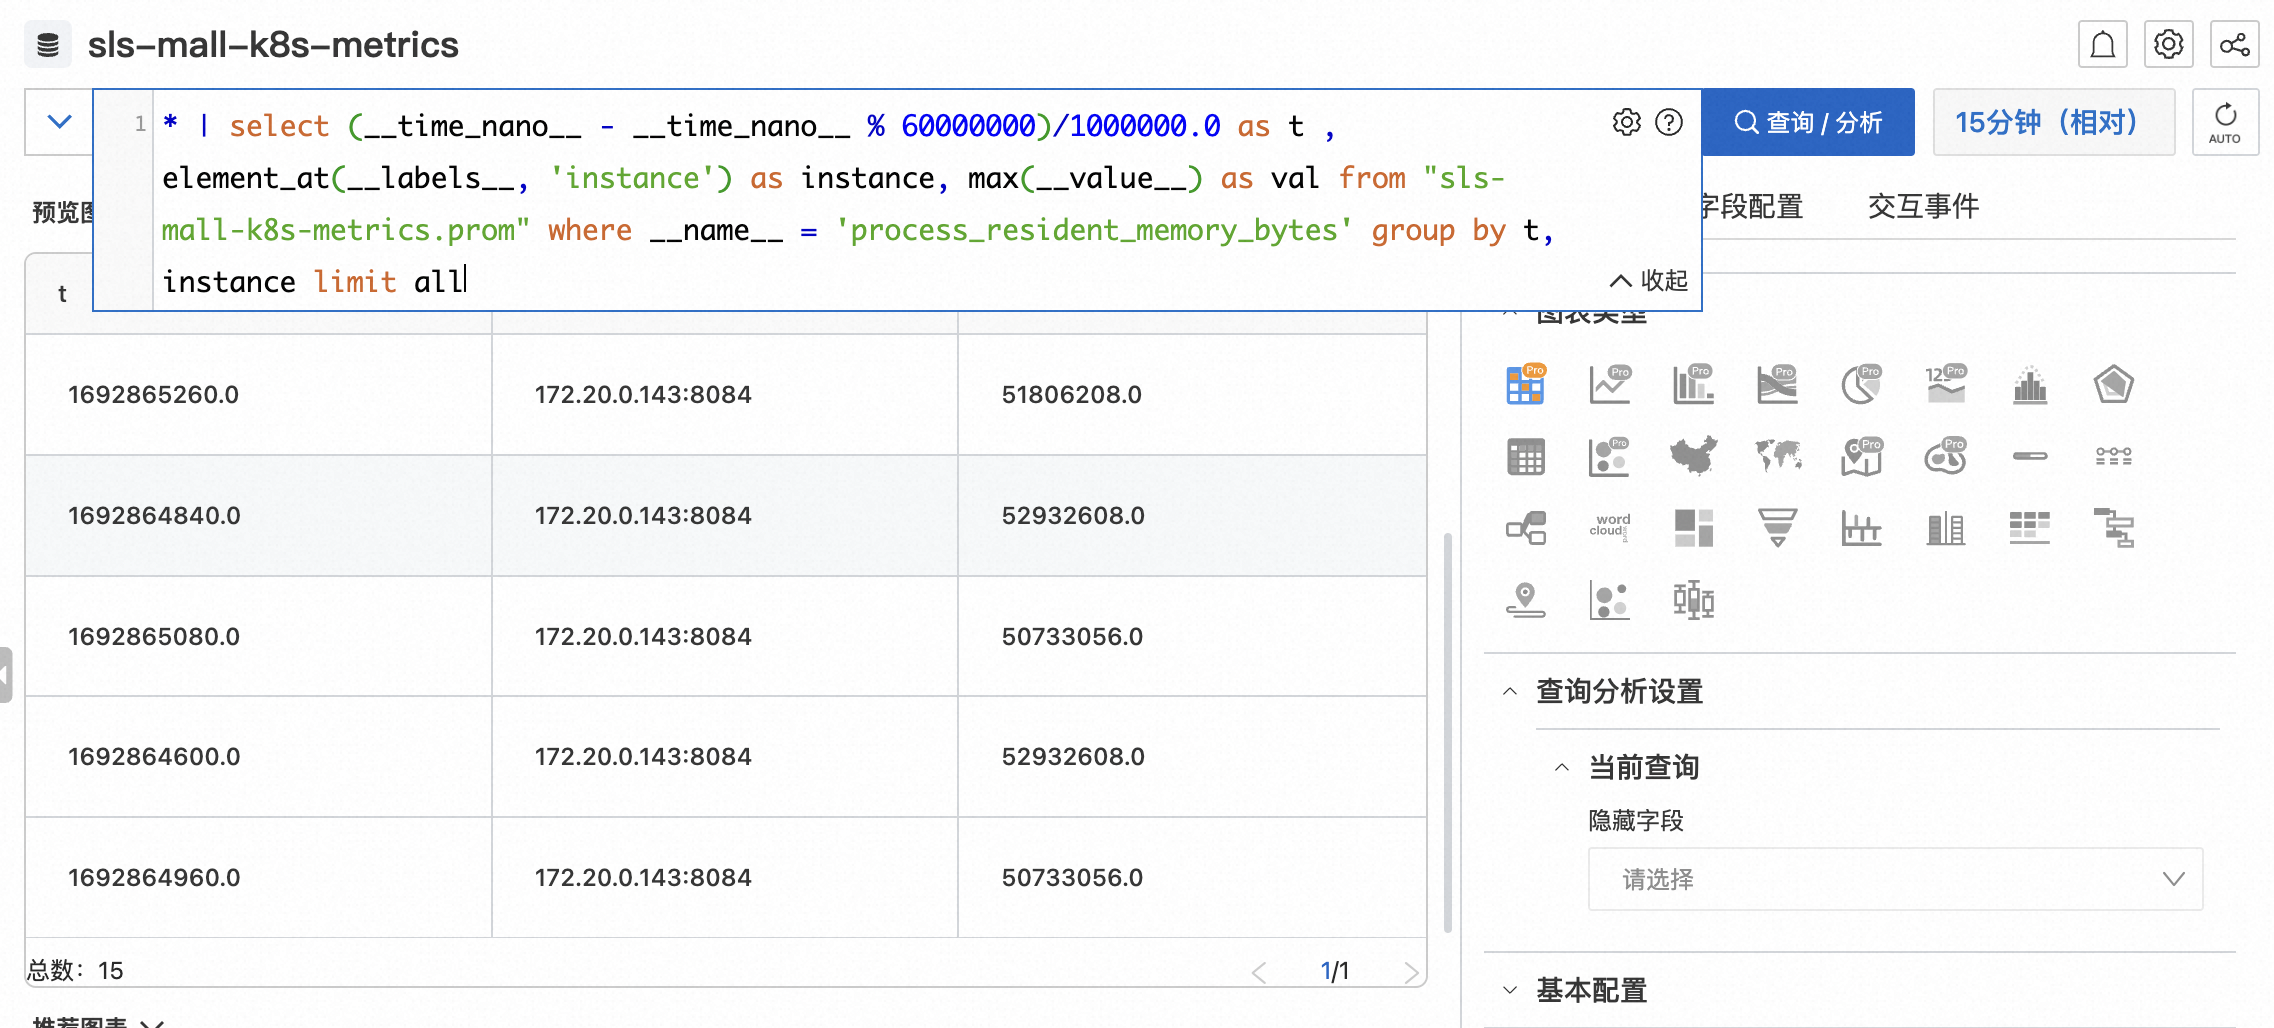 sls-mall-k8s-metrics
1 * | select (__time_nano__ - __time_nano__ % 60000000)/1000000.0 as t ,
element_at(__labels__, 'instance') as instance, max(__value__) as val from "sls-
mall-k8s-metrics.prom" where __name__ = 'process_resident_memory_bytes' group by t,
instance limit all
收起
查询 / 分析
15分钟（相对）
AUTO
预览图
字段配置
交互事件
t
1692865260.0 172.20.0.143:8084 51806208.0
1692864840.0 172.20.0.143:8084 52932608.0
1692865080.0 172.20.0.143:8084 50733056.0
1692864600.0 172.20.0.143:8084 52932608.0
1692864960.0 172.20.0.143:8084 50733056.0
总数：15
1/1
推荐图表
图表类型
Pro Pro Pro Pro Pro 123 Pro
Pro Pro Pro
word
cloud word
查询分析设置
当前查询
隐藏字段
请选择
基本配置